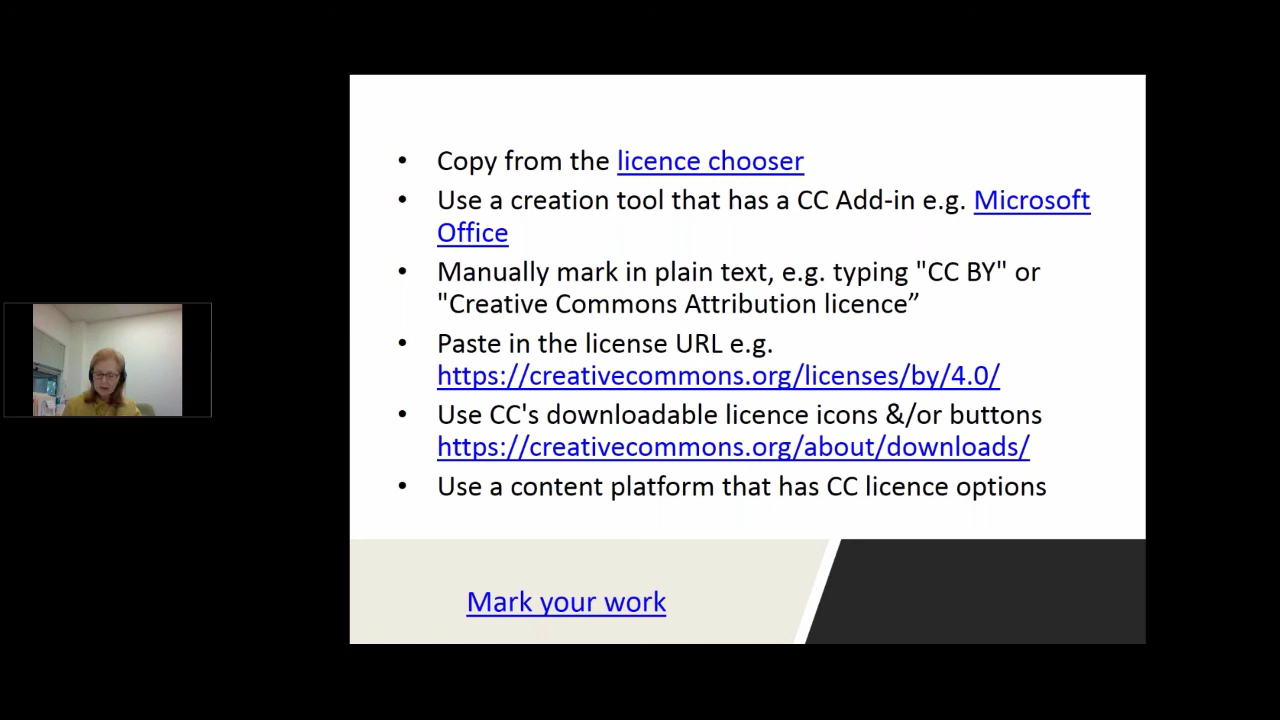 • Copy from the licence chooser
• Use a creation tool that has a CC Add-in e.g. Microsoft
Office
• Manually mark in plain text, e.g. typing "CC BY" or
"Creative Commons Attribution licence”
• Paste in the license URL e.g.
https://creativecommons.org/licenses/by/4.0/
• Use CC's downloadable licence icons &/or buttons
https://creativecommons.org/about/downloads/
• Use a content platform that has CC licence options
Mark your work